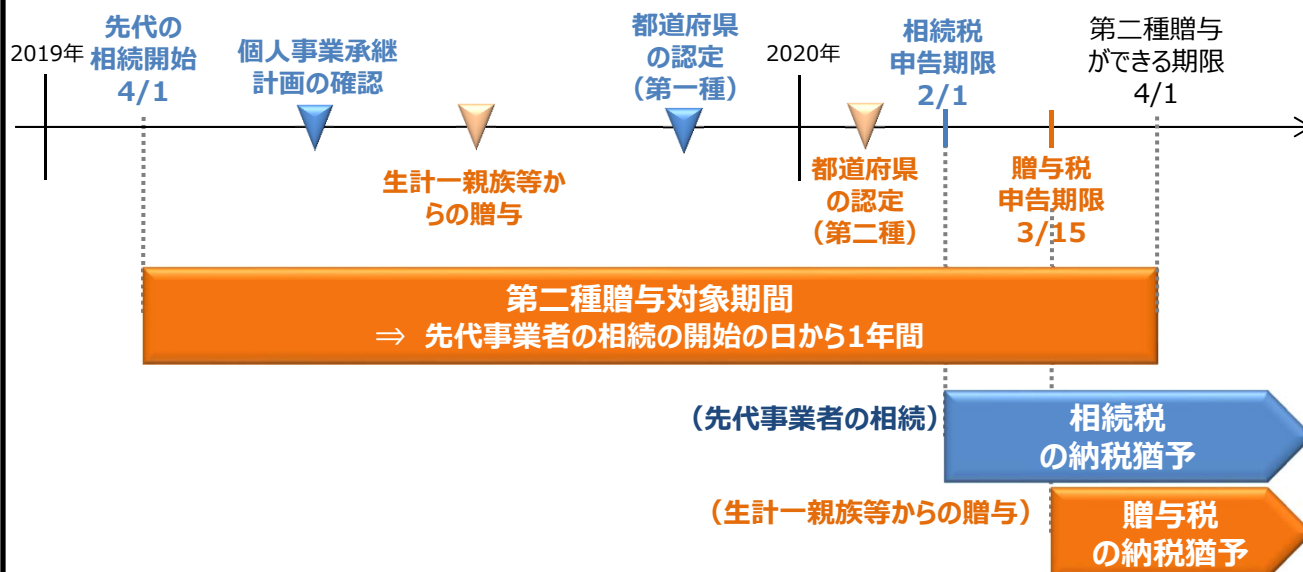 2019年
先代の
相続開始
4/1
個人事業承継
計画の確認
都道府県
の認定
（第一種）
2020年
相続税
申告期限
2/1
第二種贈与
ができる期限
4/1
生計一親族等か
らの贈与
都道府県
の認定
（第二種）
贈与税
申告期限
3/15
第二種贈与対象期間
⇒ 先代事業者の相続の開始の日から1年間
（先代事業者の相続）
相続税
の納税猶予
（生計一親族等からの贈与）
贈与税
の納税猶予